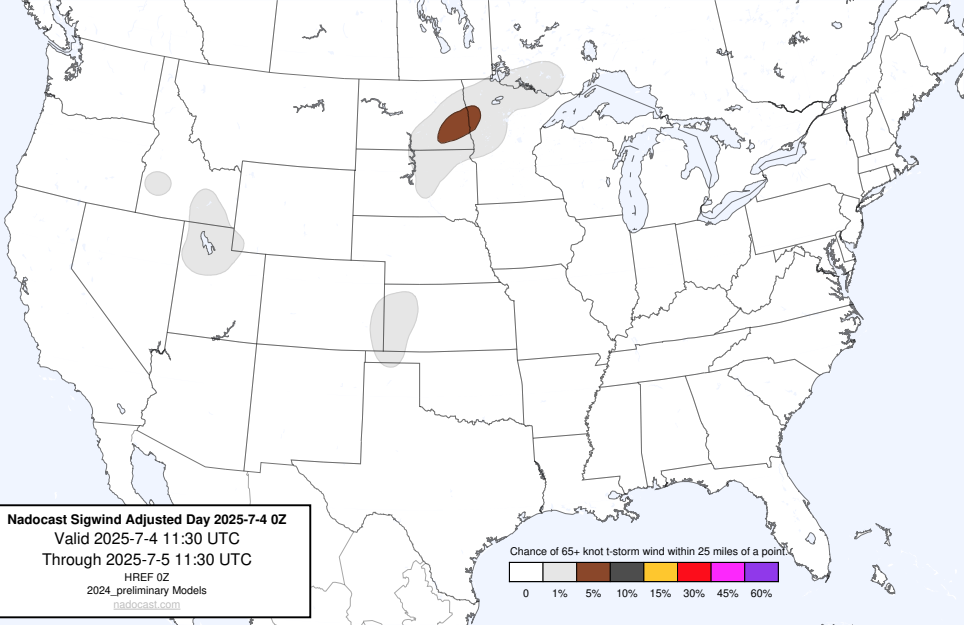 Nadocast Sigwind Adjusted Day 2025-7-4 0Z
Valid 2025-7-4 11:30 UTC
Through 2025-7-5 11:30 UTC
HREF 0Z
2024_preliminary Models
nadocast.com
Chance of 65+ knot t-storm wind within 25 miles of a point.
0 1% 5% 10% 15% 30% 45% 60%